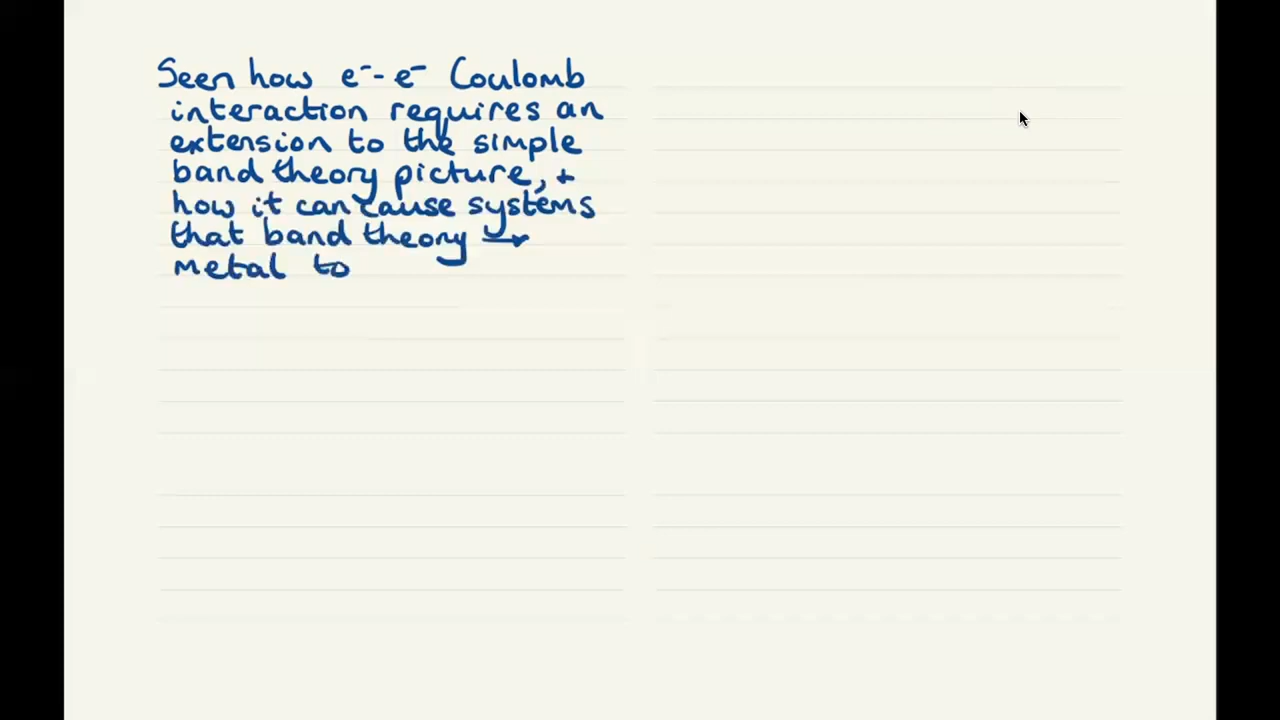 Seen how e⁻- e⁻ Coulomb
interaction requires an
extension to the simple
band theory picture, +
how it can cause systems
that band theory →
metal to